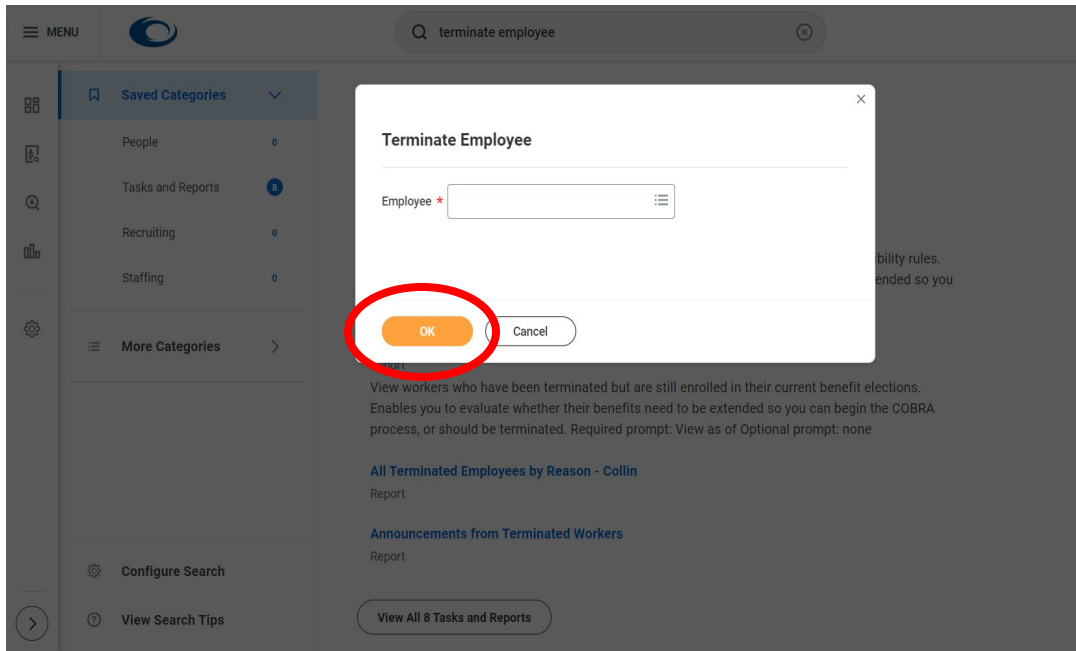 MENU
terminate employee
Saved Categories
People 0
Tasks and Reports 8
Recruiting 0
Staffing 0
More Categories
Configure Search
View Search Tips
Terminate Employee
Employee *
OK Cancel
bility rules.
ended so you
Report
View workers who have been terminated but are still enrolled in their current benefit elections.
Enables you to evaluate whether their benefits need to be extended so you can begin the COBRA
process, or should be terminated. Required prompt: View as of Optional prompt: none
All Terminated Employees by Reason - Collin
Report
Announcements from Terminated Workers
Report
View All 8 Tasks and Reports